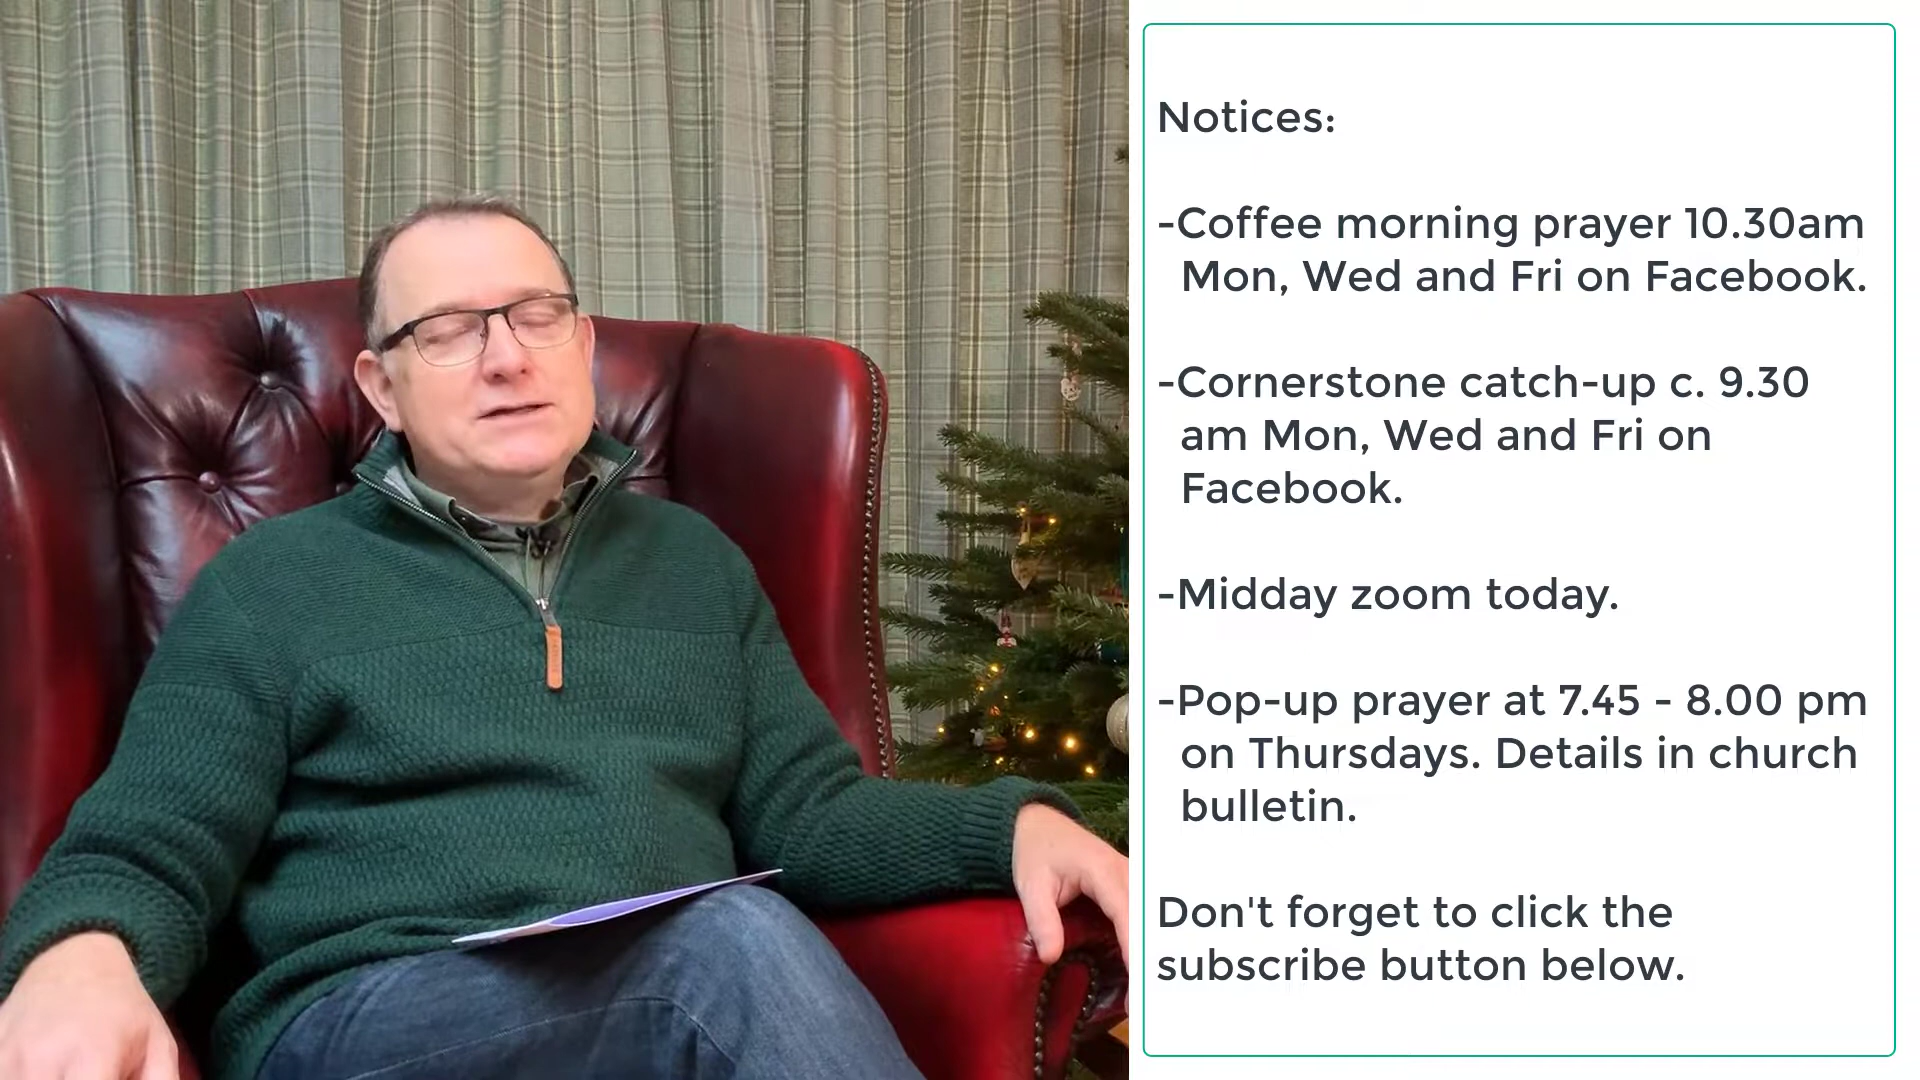 Notices:
-Coffee morning prayer 10.30am
Mon, Wed and Fri on Facebook.
-Cornerstone catch-up c. 9.30
am Mon, Wed and Fri on
Facebook.
-Midday zoom today.
-Pop-up prayer at 7.45 - 8.00 pm
on Thursdays. Details in church
bulletin.
Don't forget to click the
subscribe button below.